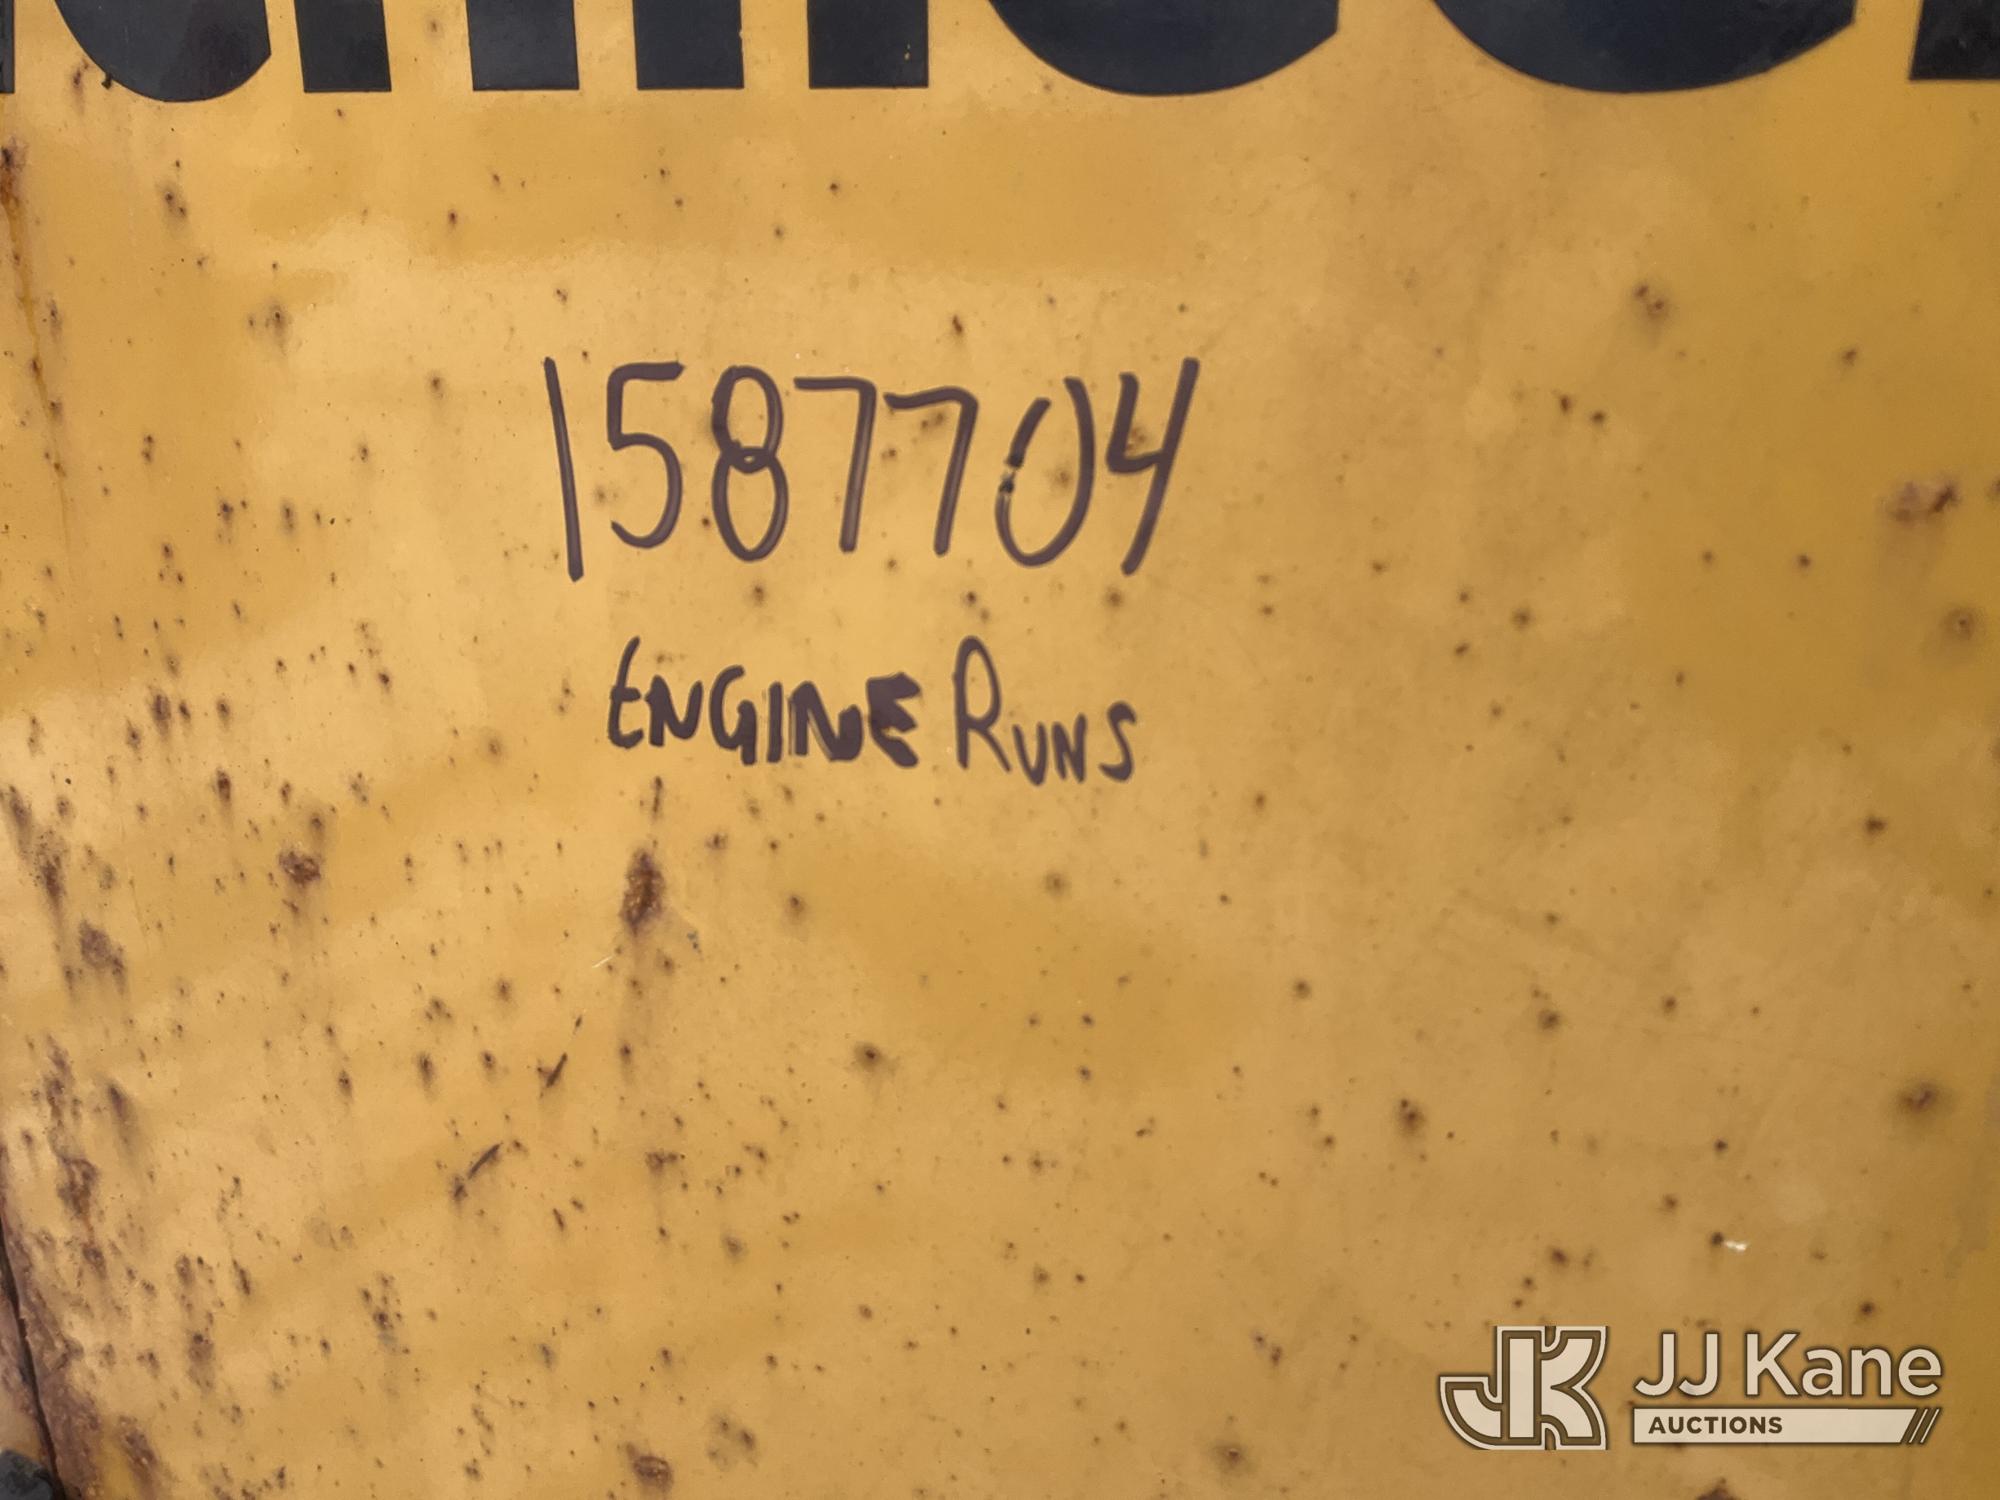 1587704
ENGINE RUNS
JJ Kane
AUCTIONS